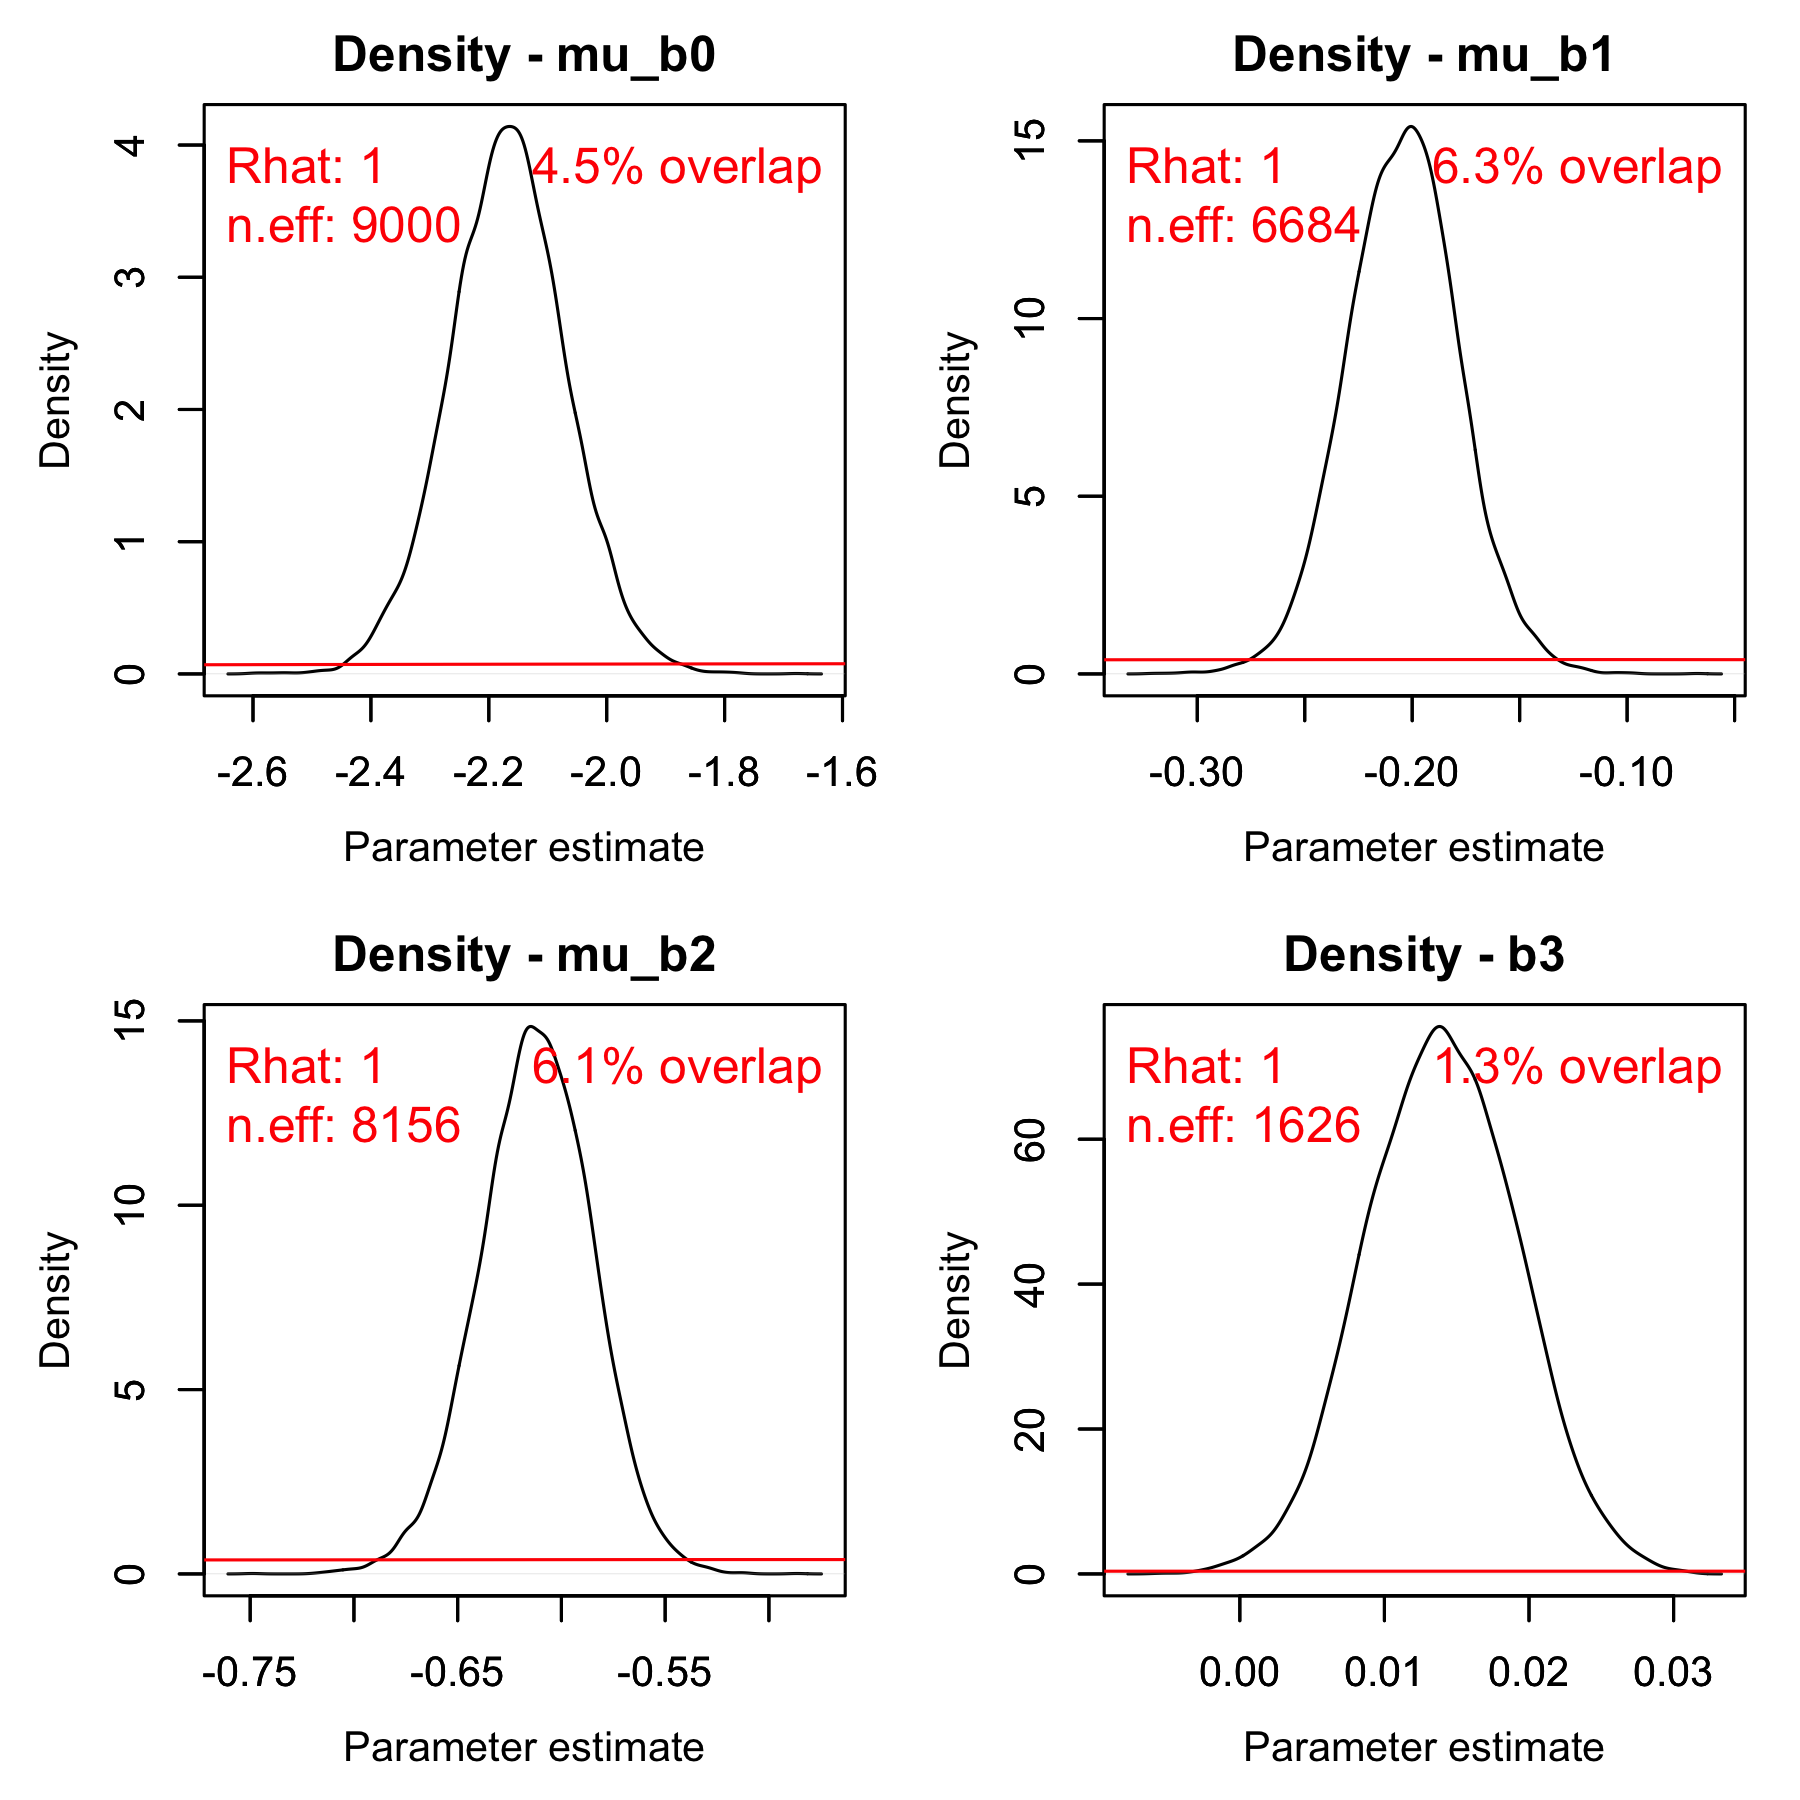 Density - mu_b0
Rhat: 1
4.5% overlap
n.eff: 9000
Density
4
3
2
1
0
-2.6 -2.4 -2.2 -2.0 -1.8 -1.6
Parameter estimate
Density - mu_b1
Rhat: 1
6.3% overlap
n.eff: 6684
Density
15
10
5
0
-0.30 -0.20 -0.10
Parameter estimate
Density - mu_b2
Rhat: 1
6.1% overlap
n.eff: 8156
Density
15
10
5
0
-0.75 -0.65 -0.55
Parameter estimate
Density - b3
Rhat: 1
1.3% overlap
n.eff: 1626
Density
60
40
20
0
0.00 0.01 0.02 0.03
Parameter estimate